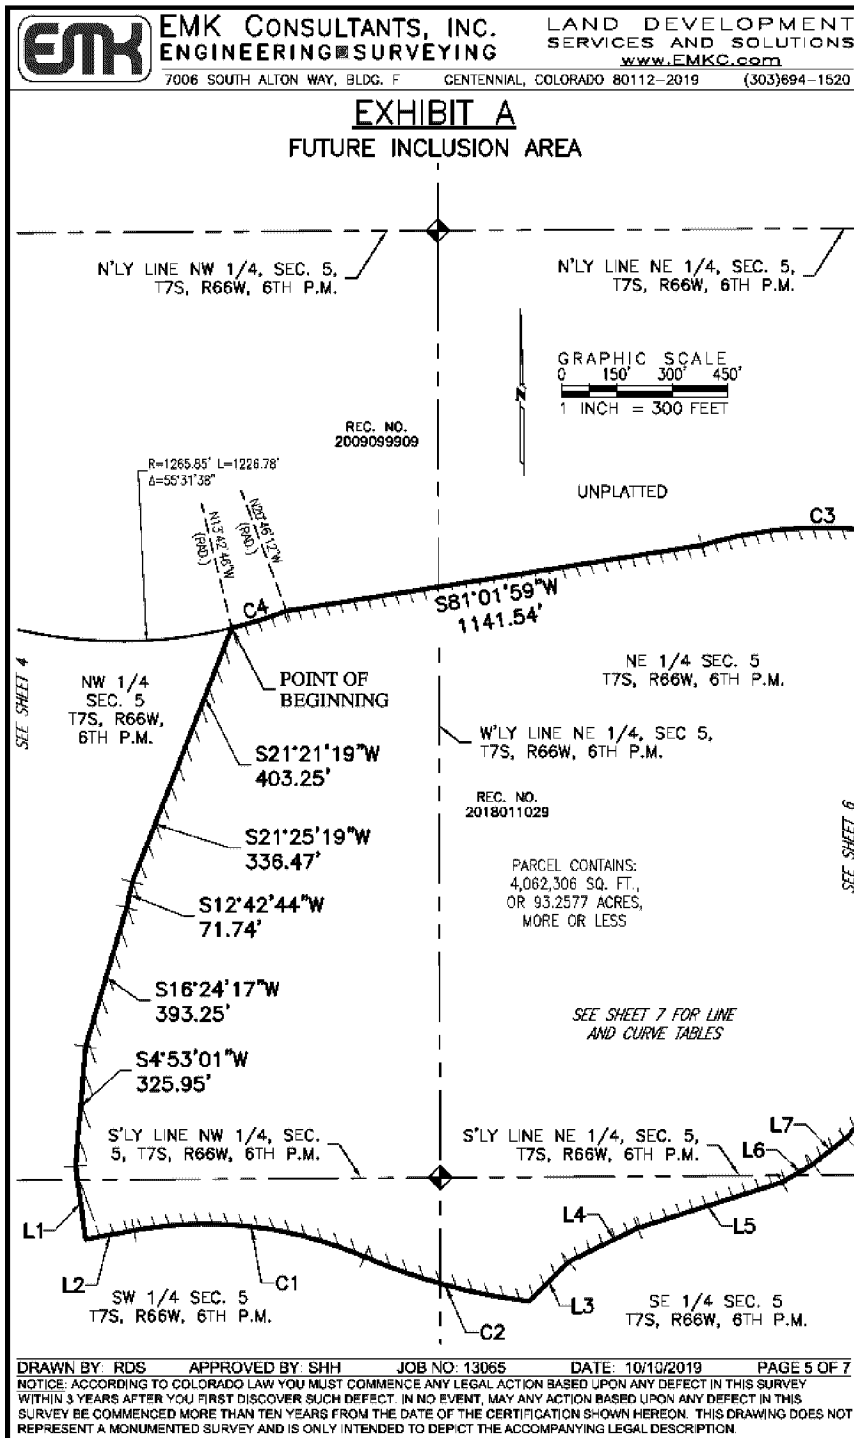 EMK
EMK CONSULTANTS, INC.
ENGINEERING SURVEYING
LAND DEVELOPMENT
SERVICES AND SOLUTIONS
www.EMKC.com
7006 SOUTH ALTON WAY, BLDG. F CENTENNIAL, COLORADO 80112-2019 (303)694-1520
EXHIBIT A
FUTURE INCLUSION AREA
N'LY LINE NW 1/4, SEC. 5,
T7S, R66W, 6TH P.M.
N'LY LINE NE 1/4, SEC. 5,
T7S, R66W, 6TH P.M.
GRAPHIC SCALE
0 150' 300' 450'
1 INCH = 300 FEET
N
REC. NO.
2009099909
R=1265.85' L=1226.78'
Δ=55°31'38"
N13°42'46"W
(RAD.)
N20°46'12"W
(RAD.)
UNPLATTED
C3
C4
S81°01'59"W
1141.54'
SEE SHEET 4
NW 1/4
SEC. 5
T7S, R66W,
6TH P.M.
POINT OF
BEGINNING
NE 1/4 SEC. 5
T7S, R66W, 6TH P.M.
W'LY LINE NE 1/4, SEC 5,
T7S, R66W, 6TH P.M.
S21°21'19"W
403.25'
REC. NO.
2018011029
SEE SHEET 6
S21°25'19"W
336.47'
PARCEL CONTAINS:
4,062,306 SQ. FT.,
OR 93.2577 ACRES,
MORE OR LESS
S12°42'44"W
71.74'
S16°24'17"W
393.25'
SEE SHEET 7 FOR LINE
AND CURVE TABLES
S4°53'01"W
325.95'
S'LY LINE NW 1/4, SEC.
5, T7S, R66W, 6TH P.M.
S'LY LINE NE 1/4, SEC. 5,
T7S, R66W, 6TH P.M.
L7
L6
L1
L2
C1
L4
L5
SW 1/4 SEC. 5
T7S, R66W, 6TH P.M.
C2
L3
SE 1/4 SEC. 5
T7S, R66W, 6TH P.M.
DRAWN BY: RDS APPROVED BY: SHH JOB NO: 13065 DATE: 10/10/2019 PAGE 5 OF 7
NOTICE: ACCORDING TO COLORADO LAW YOU MUST COMMENCE ANY LEGAL ACTION BASED UPON ANY DEFECT IN THIS SURVEY
WITHIN 3 YEARS AFTER YOU FIRST DISCOVER SUCH DEFECT. IN NO EVENT, MAY ANY ACTION BASED UPON ANY DEFECT IN THIS
SURVEY BE COMMENCED MORE THAN TEN YEARS FROM THE DATE OF THE CERTIFICATION SHOWN HEREON. THIS DRAWING DOES NOT
REPRESENT A MONUMENTED SURVEY AND IS ONLY INTENDED TO DEPICT THE ACCOMPANYING LEGAL DESCRIPTION.